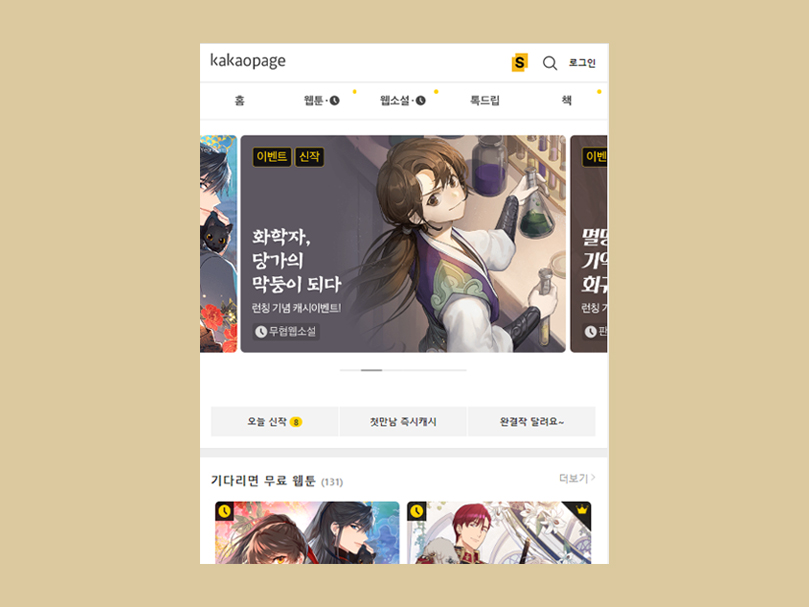 kakaopage
S
로그인
홈
웹툰·
웹소설·
톡드립
책
이벤트 신작
화학자,
당가의
막둥이 되다
런칭 기념 캐시이벤트!
무협웹소설
이벤
기억
회귀
런칭 기
오늘 신작 8
첫만남 즉시캐시
완결작 달려요~
기다리면 무료 웹툰 (131)
더보기 >